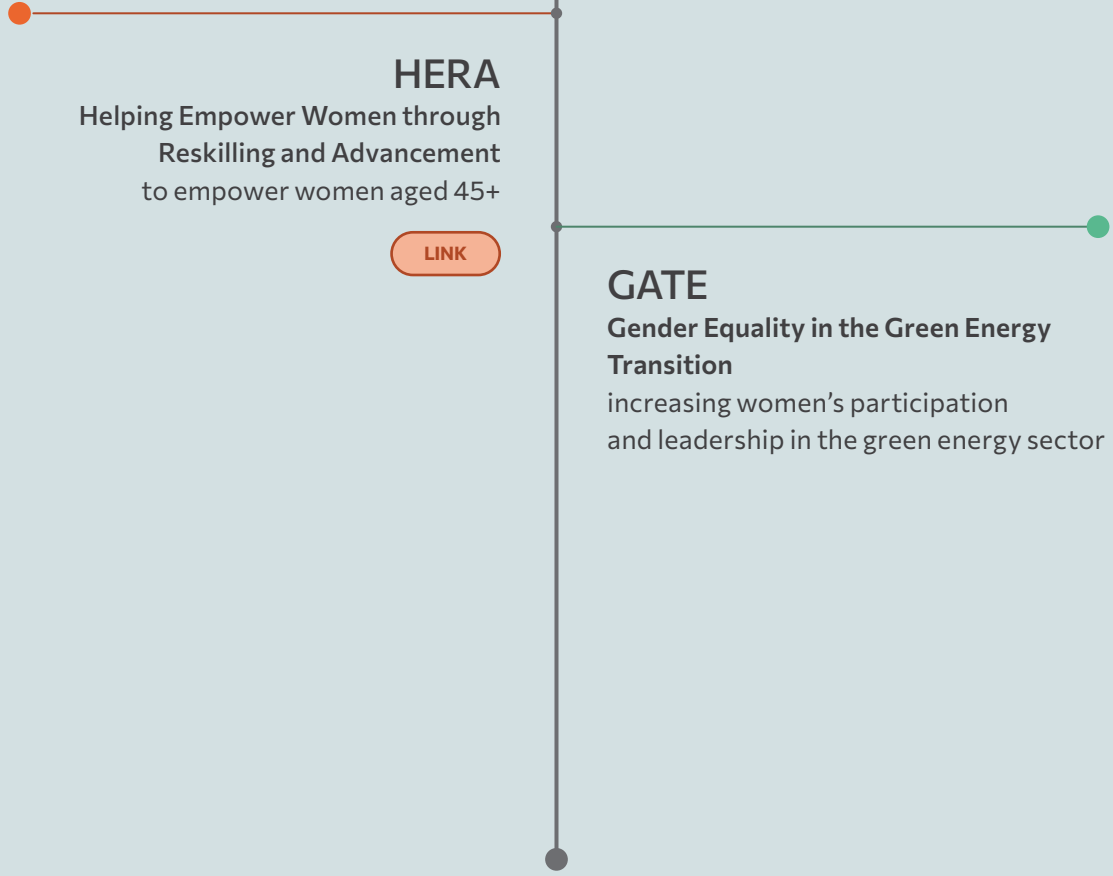 HERA
Helping Empower Women through
Reskilling and Advancement
to empower women aged 45+
LINK
GATE
Gender Equality in the Green Energy
Transition
increasing women’s participation
and leadership in the green energy sector